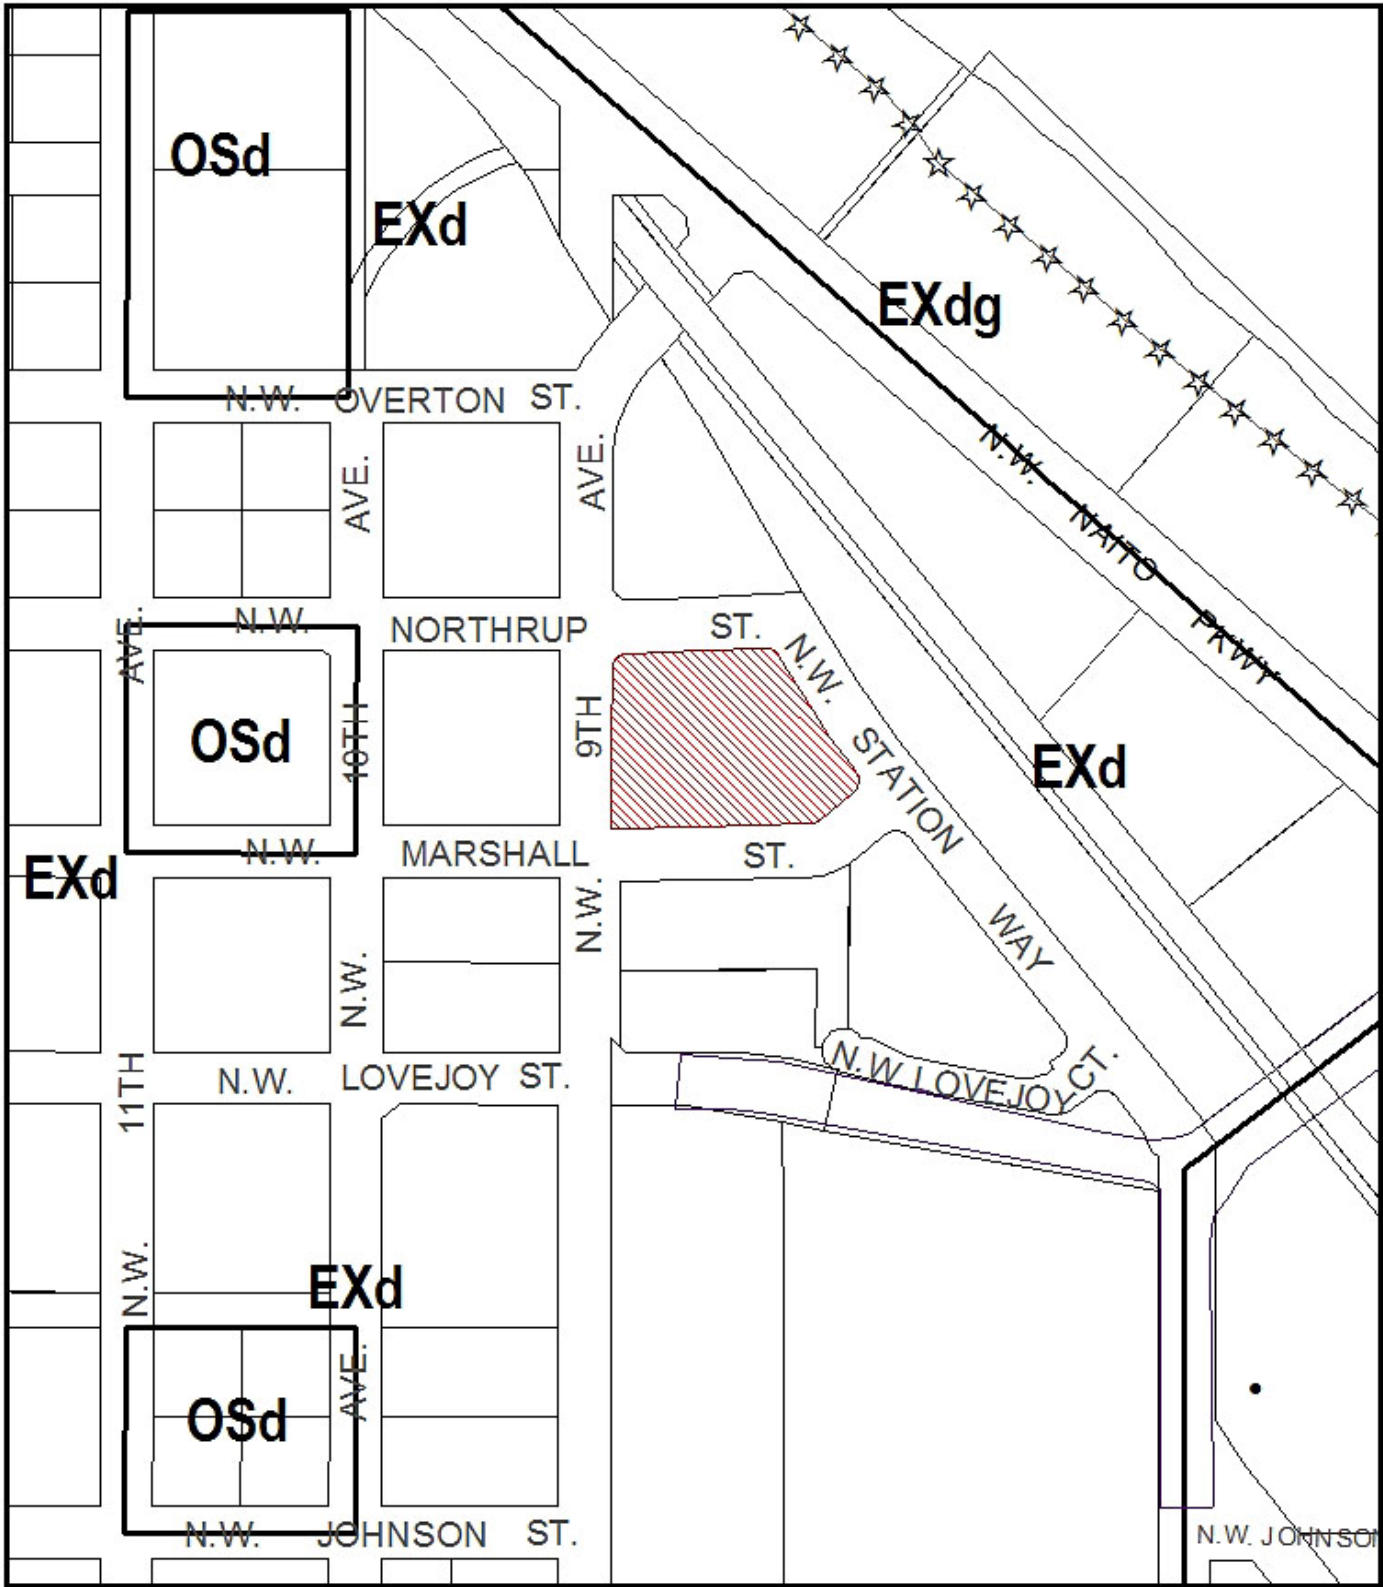 OSd
EXd
EXdg
N.W. OVERTON ST.
AVE.
AVE.
N.W. NAITO PKWY
AVE.
N.W. NORTHRUP ST.
N.W. STATION WAY
OSd
10TH
9TH
EXd
N.W. MARSHALL ST.
EXd
N.W.
N.W.
11TH
N.W. LOVEJOY ST.
N.W LOVEJOY CT.
N.W.
EXd
AVE.
OSd
N.W. JOHNSON ST.
N.W. JOHNSON